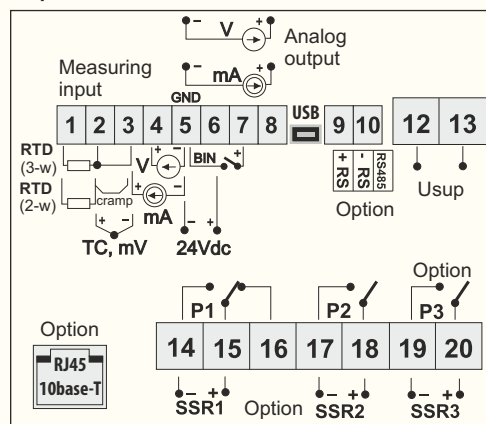 V
Analog
output
mA
Measuring
input
GND
USB
1 2 3 4 5 6 7 8 9 10 12 13
RTD
(3-w)
V
BIN
+ RS
- RS
RS485
Usup
RTD
(2-w)
cramp
mA
Option
TC, mV
24Vdc
Option
P1 P2 P3
14 15 16 17 18 19 20
Option
RJ45
10base-T
SSR1 Option SSR2 SSR3